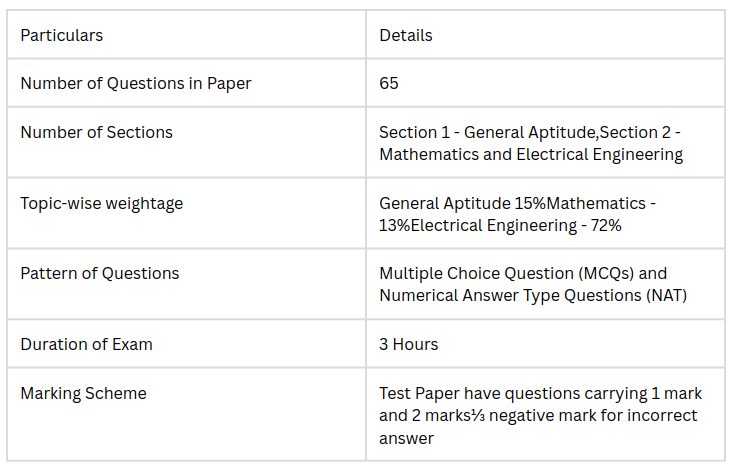 Particulars
Details
Number of Questions in Paper
65
Number of Sections
Section 1 - General Aptitude,Section 2 -
Mathematics and Electrical Engineering
Topic-wise weightage
General Aptitude 15%Mathematics -
13%Electrical Engineering - 72%
Pattern of Questions
Multiple Choice Question (MCQs) and
Numerical Answer Type Questions (NAT)
Duration of Exam
3 Hours
Marking Scheme
Test Paper have questions carrying 1 mark
and 2 marks⅓ negative mark for incorrect
answer